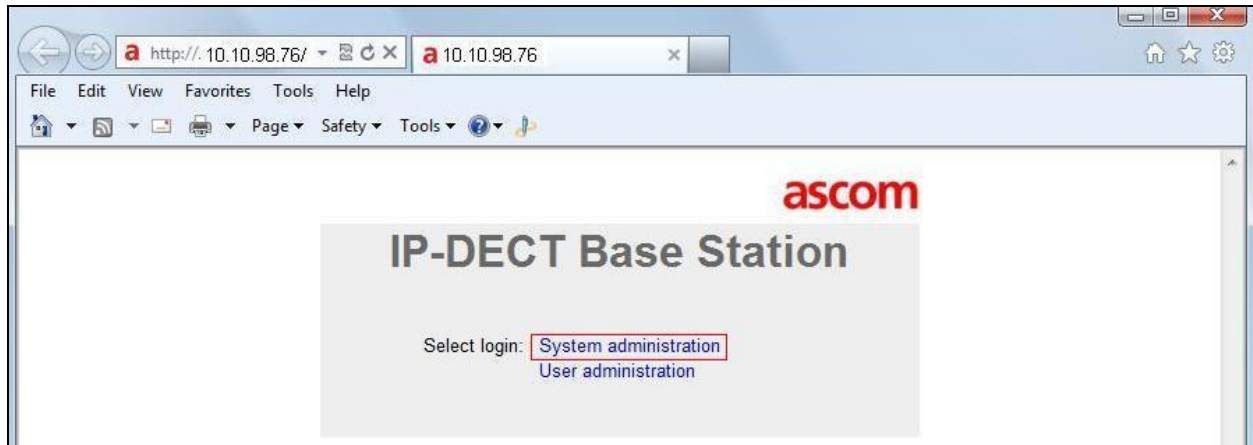 a http://. 10.10.98.76/ a 10.10.98.76
File Edit View Favorites Tools Help
Page Safety Tools
ascom
IP-DECT Base Station
Select login: System administration
User administration